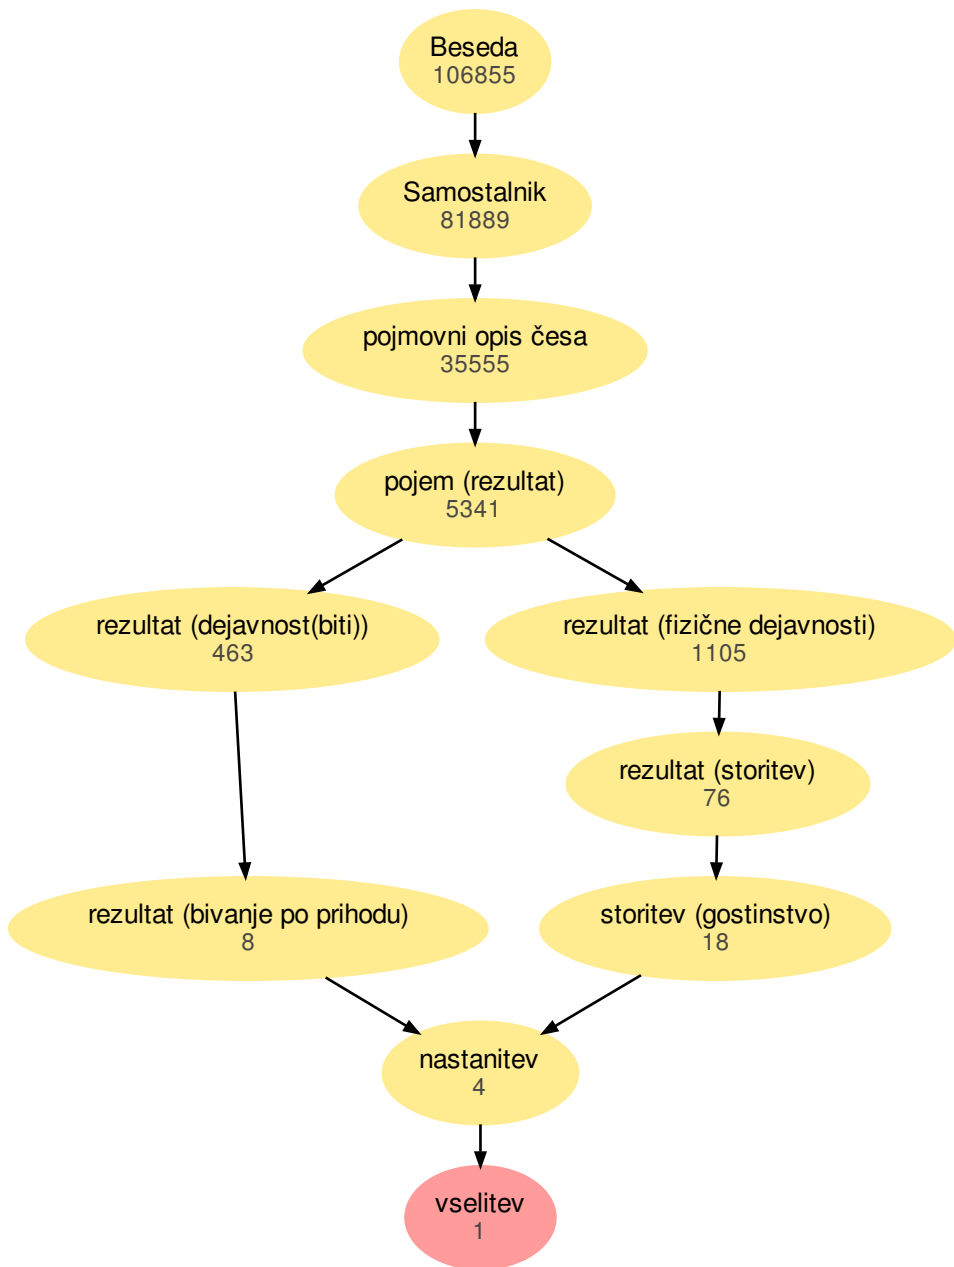 Beseda
106855
Samostalnik
81889
pojmovni opis česa
35555
pojem (rezultat)
5341
rezultat (dejavnost(biti))
463
rezultat (fizične dejavnosti)
1105
rezultat (storitev)
76
rezultat (bivanje po prihodu)
8
storitev (gostinstvo)
18
nastanitev
4
vselitev
1